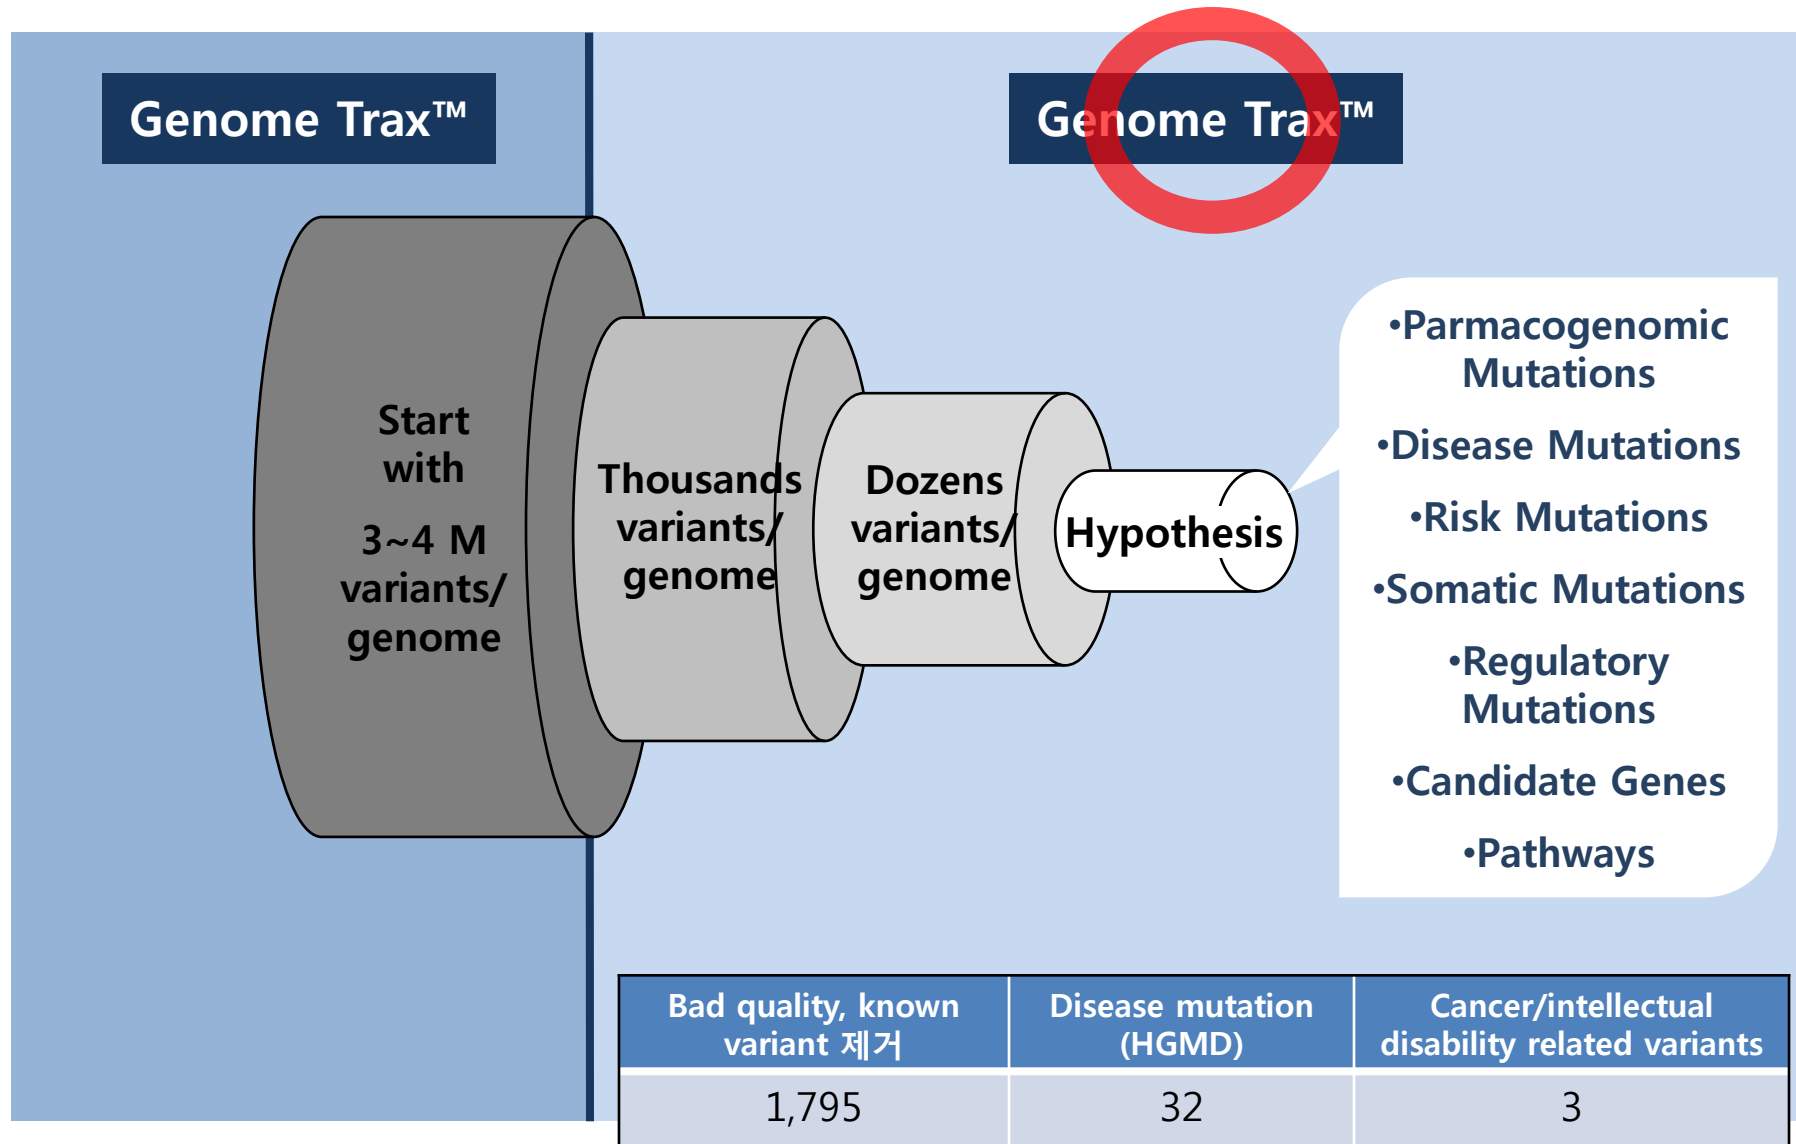 Genome Trax™
Genome Trax™
Start
with
3~4 M
variants/
genome
Thousands
variants/
genome
Dozens
variants/
genome
Hypothesis
•Parmacogenomic
Mutations
•Disease Mutations
•Risk Mutations
•Somatic Mutations
•Regulatory
Mutations
•Candidate Genes
•Pathways
Bad quality, known
variant 제거
Disease mutation
(HGMD)
Cancer/intellectual
disability related variants
1,795
32
3